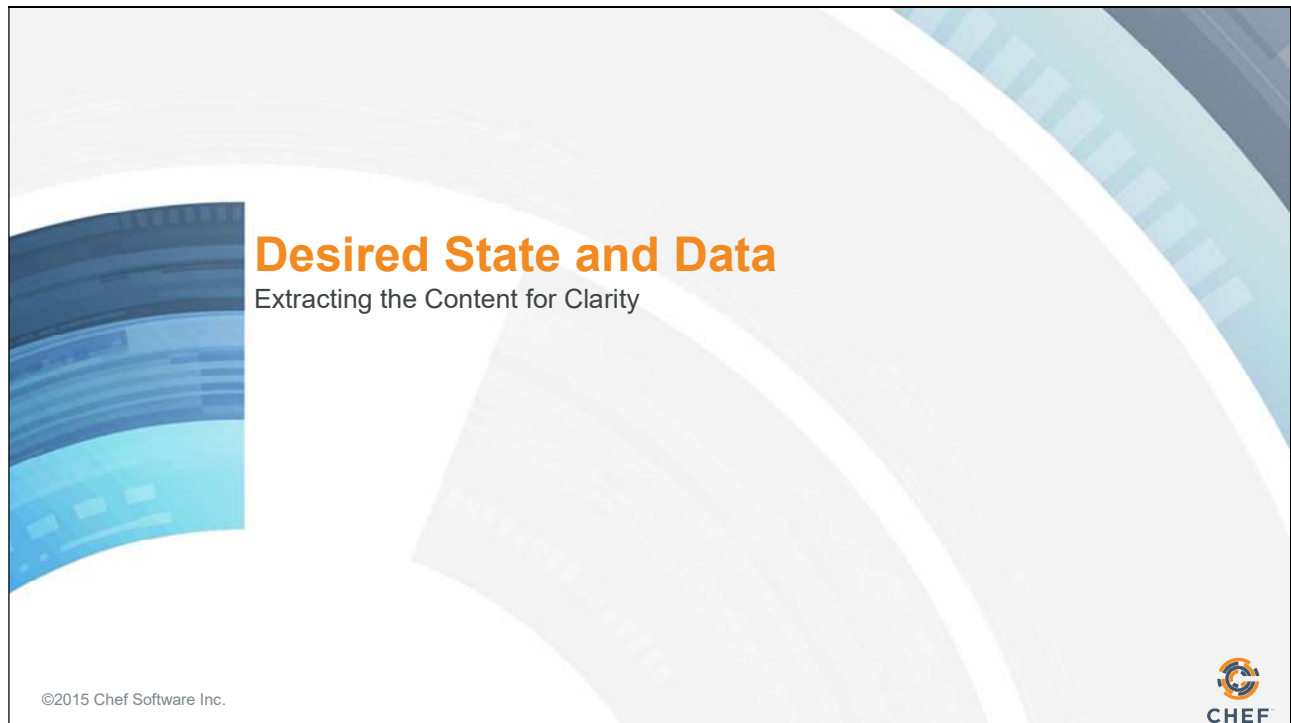 Desired State and Data
Extracting the Content for Clarity
©2015 Chef Software Inc.
CHEF